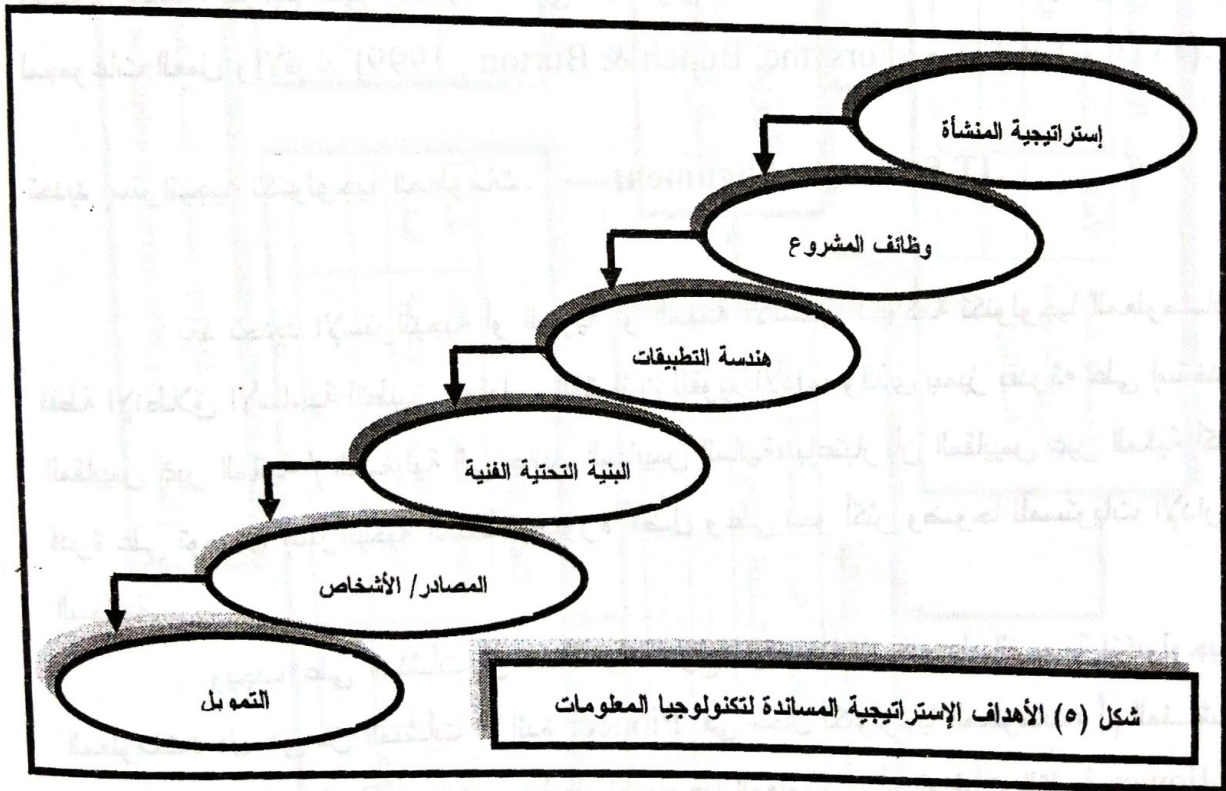 إستراتيجية المنشأة
وظائف المشروع
هندسة التطبيقات
البنية التحتية الفنية
المصادر/ الأشخاص
التمويل
شكل (٥) الأهداف الإستراتيجية المساندة لتكنولوجيا المعلومات